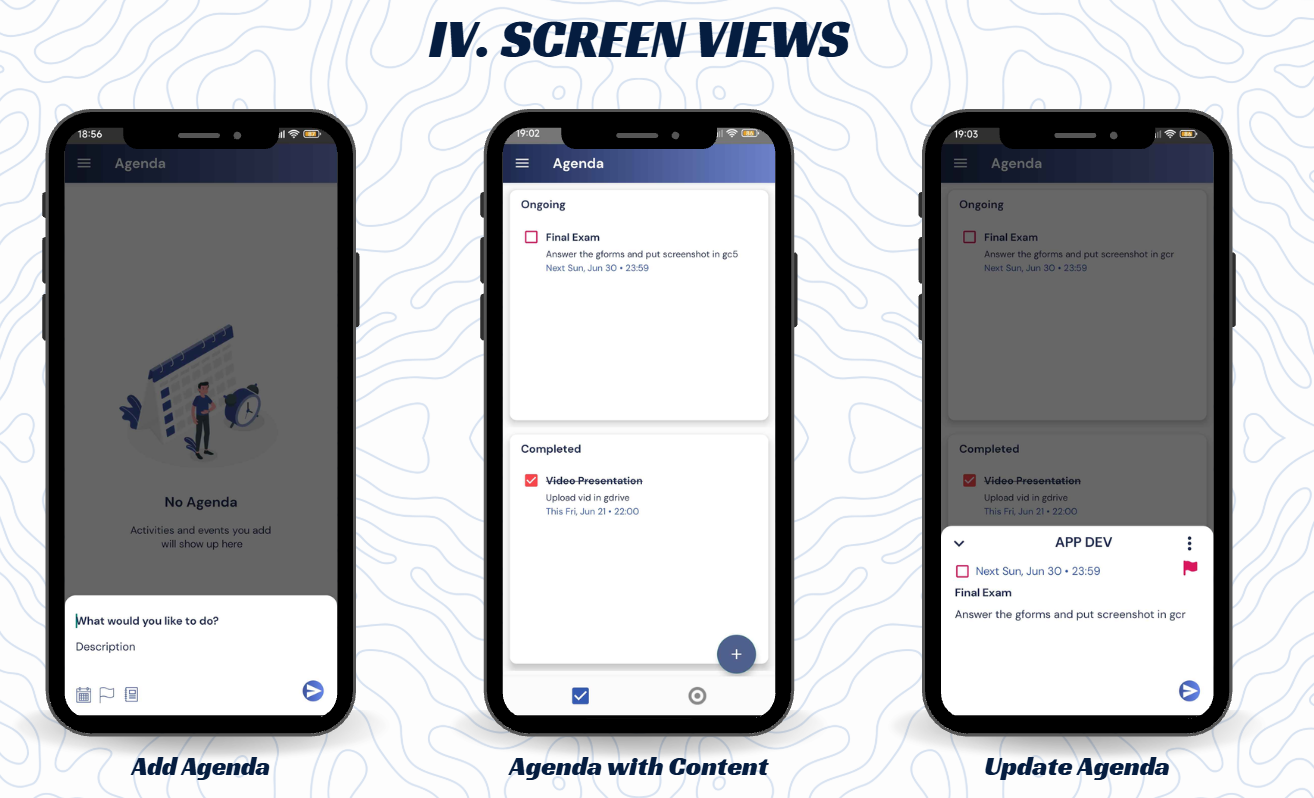 IV. SCREEN VIEWS
18:56
Agenda
No Agenda
Activities and events you add
will show up here
What would you like to do?
Description
Add Agenda
19:02
Agenda
Ongoing
Final Exam
Answer the gforms and put screenshot in gc5
Next Sun, Jun 30 • 23:59
Completed
Video Presentation
Upload vid in gdrive
This Fri, Jun 21 • 22:00
+
Agenda with Content
19:03
Agenda
Ongoing
Final Exam
Answer the gforms and put screenshot in gcr
Next Sun, Jun 30 • 23:59
Completed
Video Presentation
Upload vid in gdrive
This Fri, Jun 21 • 22:00
APP DEV
Next Sun, Jun 30 • 23:59
Final Exam
Answer the gforms and put screenshot in gcr
Update Agenda